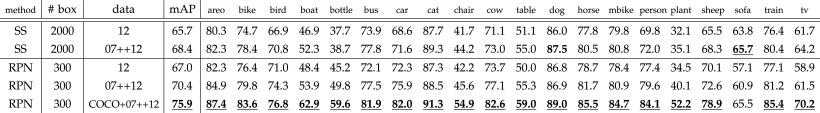 method # box data mAP areo bike bird boat bottle bus car cat chair cow table dog horse mbike person plant sheep sofa train tv
SS 2000 12 65.7 80.3 74.7 66.9 46.9 37.7 73.9 68.6 87.7 41.7 71.1 51.1 86.0 77.8 79.8 69.8 32.1 65.5 63.8 76.4 61.7
SS 2000 07++12 68.4 82.3 78.4 70.8 52.3 38.7 77.8 71.6 89.3 44.2 73.0 55.0 87.5 80.5 80.8 72.0 35.1 68.3 65.7 80.4 64.2
RPN 300 12 67.0 82.3 76.4 71.0 48.4 45.2 72.1 72.3 87.3 42.2 73.7 50.0 86.8 78.7 78.4 77.4 34.5 70.1 57.1 77.1 58.9
RPN 300 07++12 70.4 84.9 79.8 74.3 53.9 49.8 77.5 75.9 88.5 45.6 77.1 55.3 86.9 81.7 80.9 79.6 40.1 72.6 60.9 81.2 61.5
RPN 300 COCO+07++12 75.9 87.4 83.6 76.8 62.9 59.6 81.9 82.0 91.3 54.9 82.6 59.0 89.0 85.5 84.7 84.1 52.2 78.9 65.5 85.4 70.2